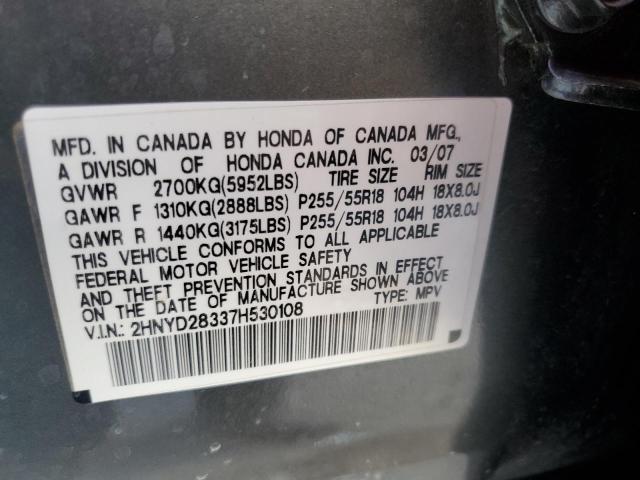 MFD. IN CANADA BY HONDA OF CANADA MFG.,
A DIVISION OF HONDA CANADA INC. 03/07
GVWR 2700KG(5952LBS) TIRE SIZE RIM SIZE
GAWR F 1310KG(2888LBS) P255/55R18 104H 18X8.0J
GAWR R 1440KG(3175LBS) P255/55R18 104H 18X8.0J
THIS VEHICLE CONFORMS TO ALL APPLICABLE
FEDERAL MOTOR VEHICLE SAFETY
AND THEFT PREVENTION STANDARDS IN EFFECT
ON THE DATE OF MANUFACTURE SHOWN ABOVE
V.I.N.: 2HNYD28337H530108 TYPE: MPV